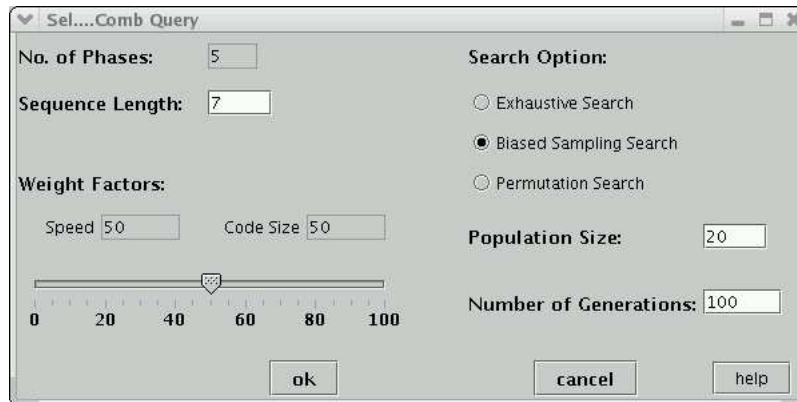 Sel....Comb Query
No. of Phases: 5
Sequence Length: 7
Weight Factors:
Speed 50 Code Size 50
0 20 40 60 80 100
Search Option:
Exhaustive Search
Biased Sampling Search
Permutation Search
Population Size: 20
Number of Generations: 100
ok cancel help